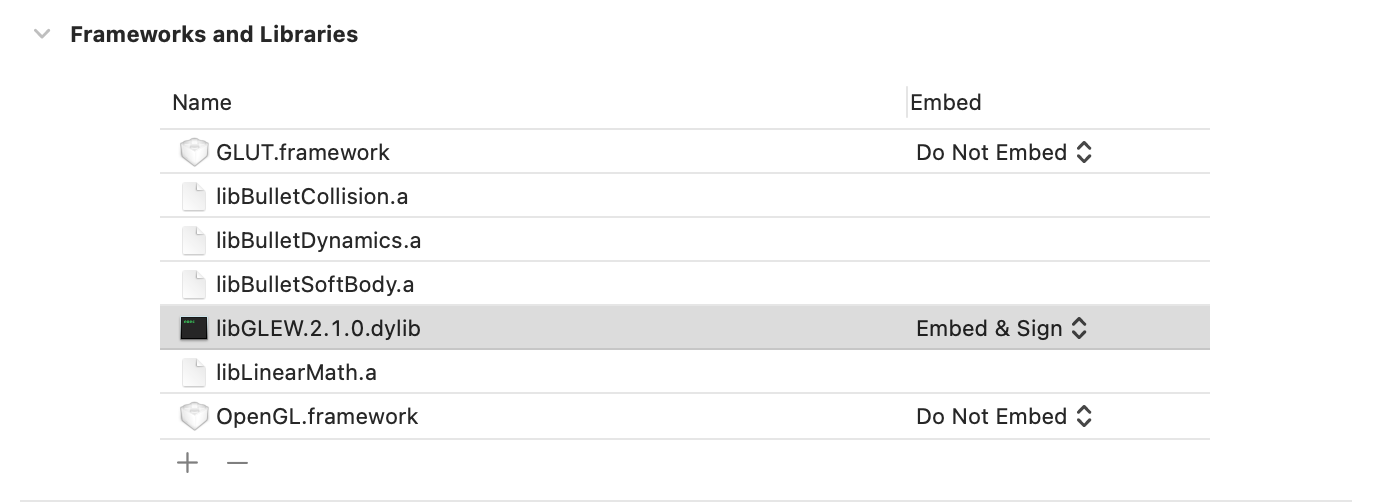 Frameworks and Libraries
Name Embed
GLUT.framework Do Not Embed
libBulletCollision.a
libBulletDynamics.a
libBulletSoftBody.a
libGLEW.2.1.0.dylib Embed & Sign
libLinearMath.a
OpenGL.framework Do Not Embed